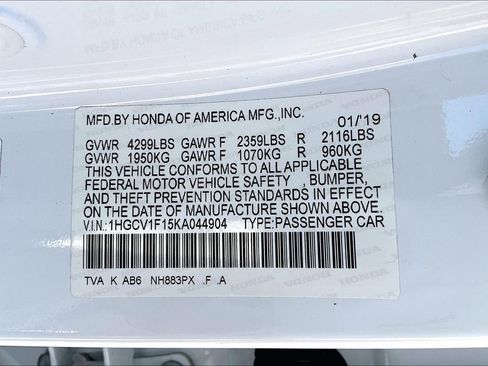 MFD.BY HONDA OF AMERICA MFG.,INC. 01/'19
GVWR 4299LBS GAWR F 2359LBS R 2116LBS
GVWR 1950KG GAWR F 1070KG R 960KG
THIS VEHICLE CONFORMS TO ALL APPLICABLE
FEDERAL MOTOR VEHICLE SAFETY , BUMPER,
AND THEFT PREVENTION STANDARDS IN EFFECT
ON THE DATE OF MANUFACTURE SHOWN ABOVE.
V.I.N.:1HGCV1F15KA044904 TYPE:PASSENGER CAR
TVA K AB6 NH883PX .F .A